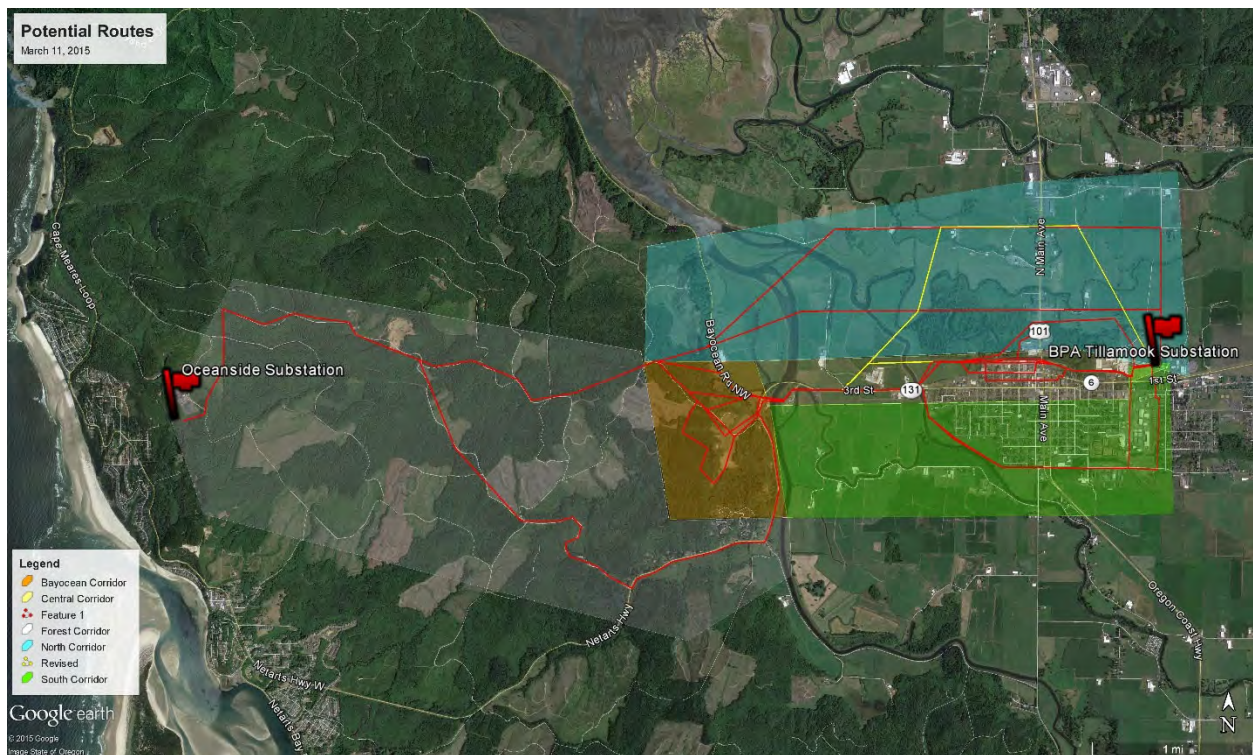 Potential Routes
March 11, 2015
Cape Meares Loop
Oceanside Substation
Bayocean Rd NW
N Main Ave
101
BPA Tillamook Substation
1st St
6
131
3rd St
Main Ave
Oregon Coast Hwy
Netarts Hwy
Netarts Hwy W
Netarts Bay
Legend
Bayocean Corridor
Central Corridor
Feature 1
Forest Corridor
North Corridor
Revised
South Corridor
Google earth
© 2015 Google
Image State of Oregon
N
1 mi